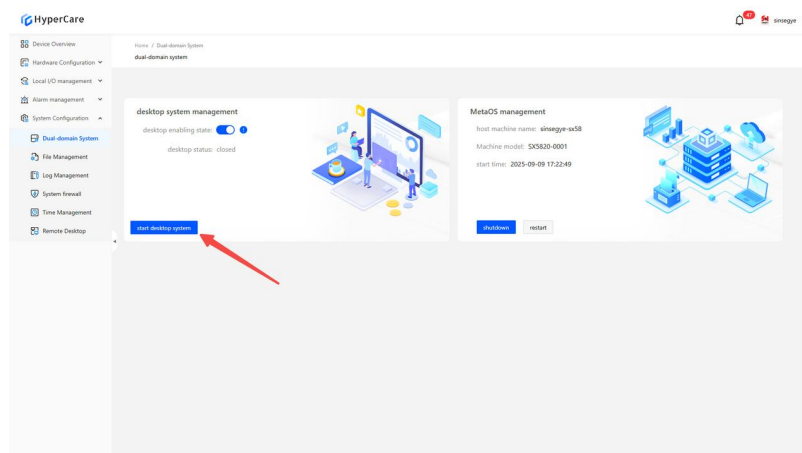 HyperCare
47
sinsegye
Device Overview
Hardware Configuration
Local I/O management
Alarm management
System Configuration
Dual-domain System
File Management
Log Management
System firewall
Time Management
Remote Desktop
Home / Dual-domain System
dual-domain system
desktop system management
desktop enabling state:
desktop status: closed
start desktop system
MetaOS management
host machine name: sinsegye-sx58
Machine model: SX5820-0001
start time: 2025-09-09 17:22:49
shutdown
restart